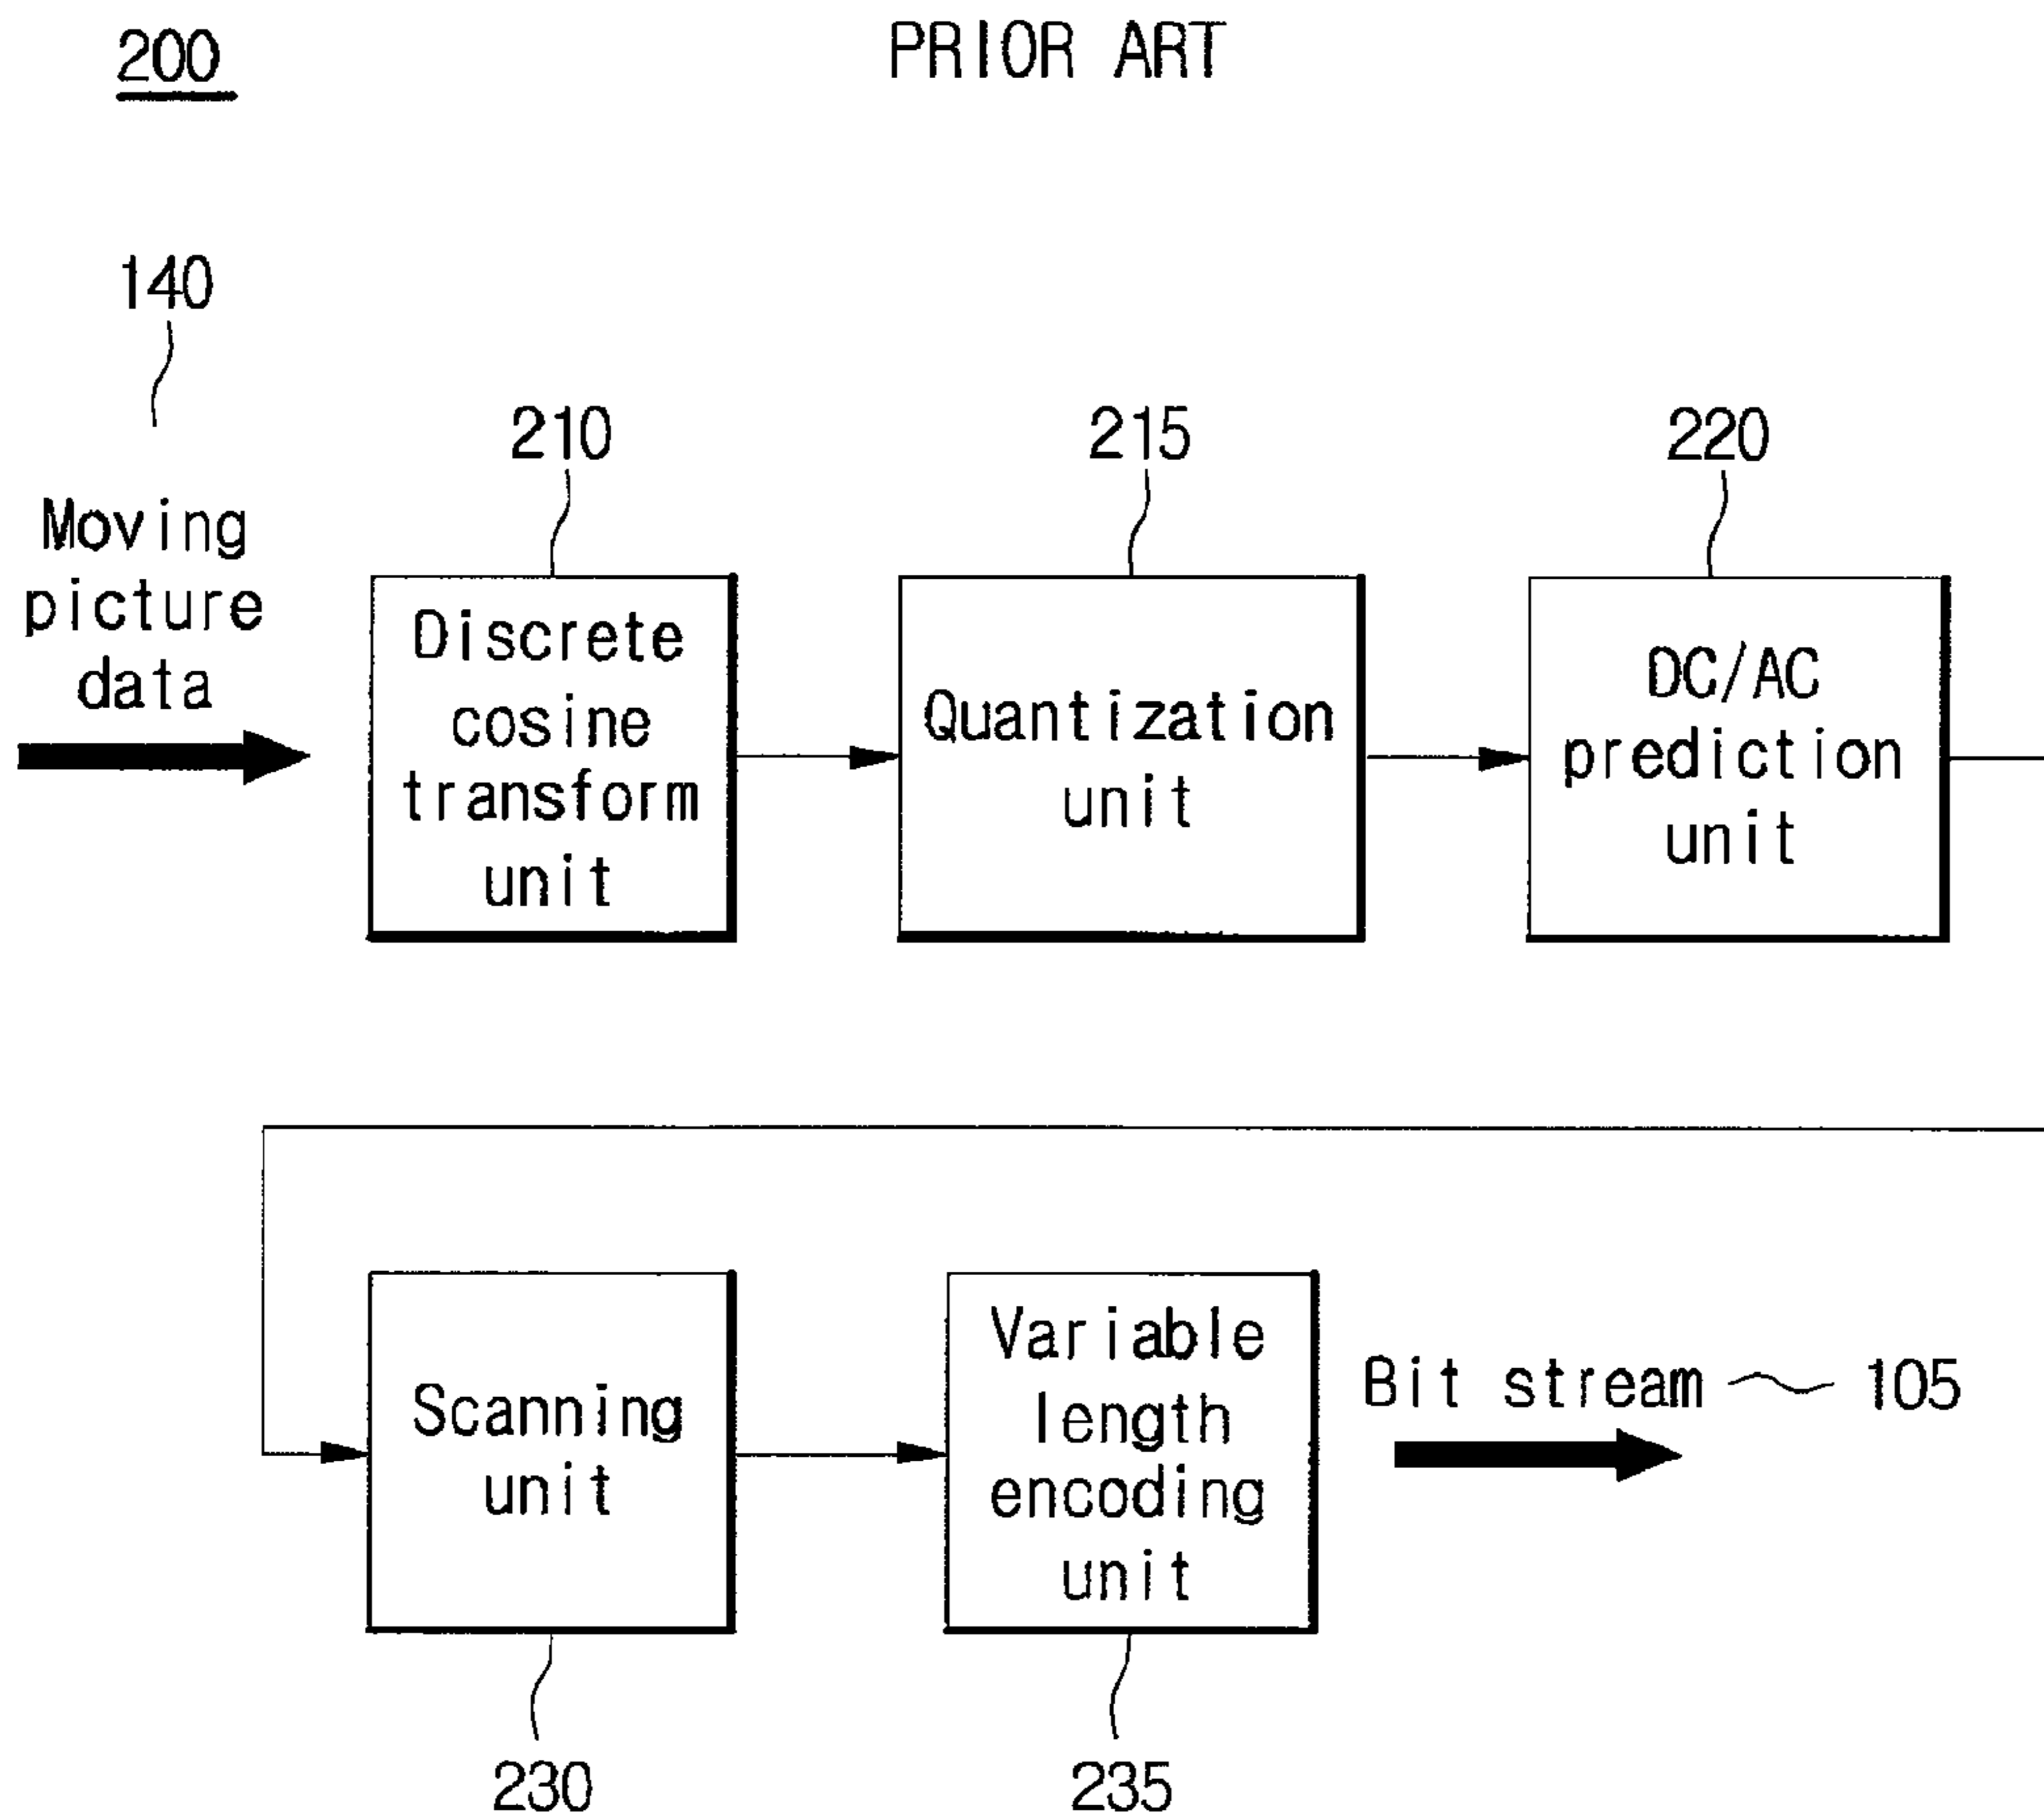 200
PRIOR ART
140
Moving
picture
data
210
Discrete
cosine
transform
unit
215
Quantization
unit
220
DC/AC
prediction
unit
Scanning
unit
230
Variable
length
encoding
unit
235
Bit stream
105